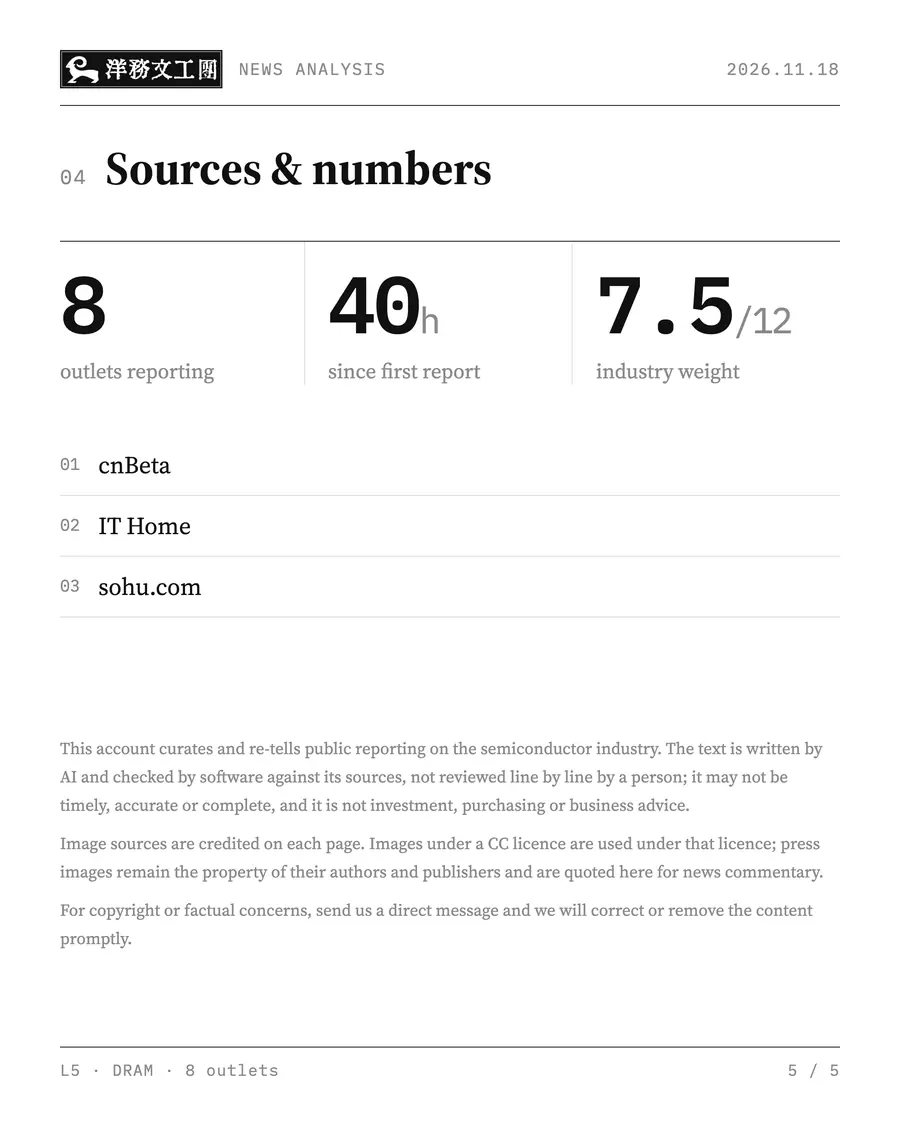 洋務文工團 NEWS ANALYSIS 2026.11.18
04 Sources & numbers
8 40h 7.5/12
outlets reporting since first report industry weight
01 cnBeta
02 IT Home
03 sohu.com
This account curates and re-tells public reporting on the semiconductor industry. The text is written by
AI and checked by software against its sources, not reviewed line by line by a person; it may not be
timely, accurate or complete, and it is not investment, purchasing or business advice.
Image sources are credited on each page. Images under a CC licence are used under that licence; press
images remain the property of their authors and publishers and are quoted here for news commentary.
For copyright or factual concerns, send us a direct message and we will correct or remove the content
promptly.
L5 · DRAM · 8 outlets 5 / 5